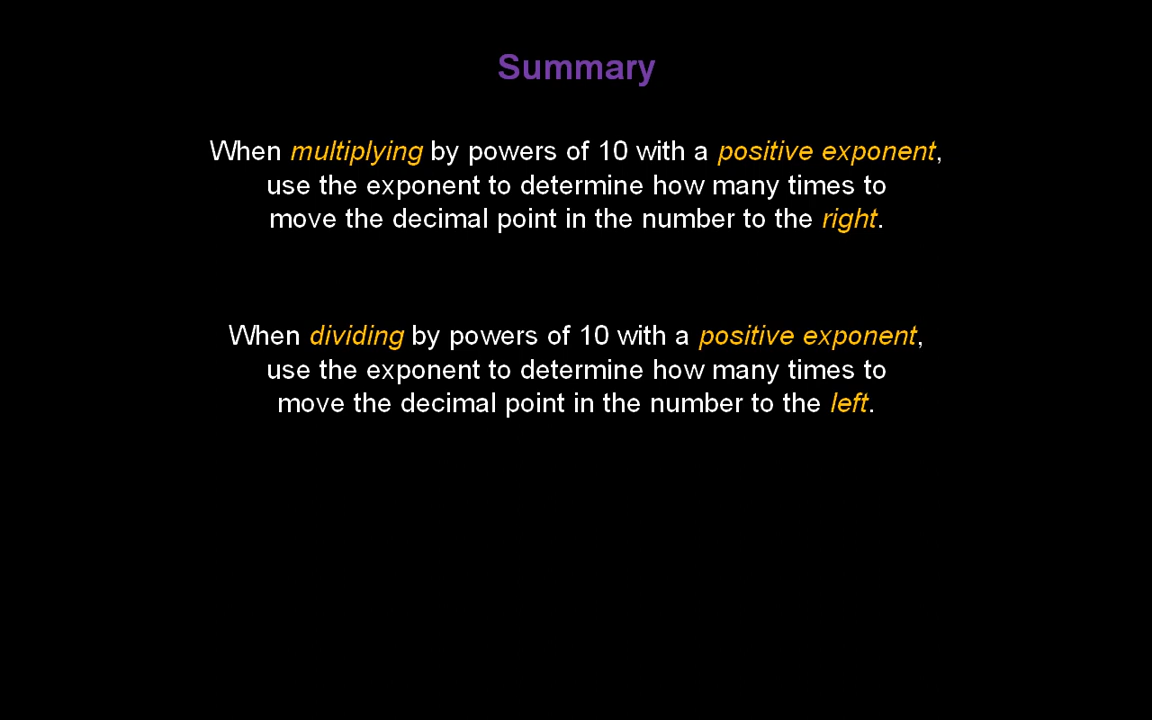 Summary
When multiplying by powers of 10 with a positive exponent,
use the exponent to determine how many times to
move the decimal point in the number to the right.
When dividing by powers of 10 with a positive exponent,
use the exponent to determine how many times to
move the decimal point in the number to the left.